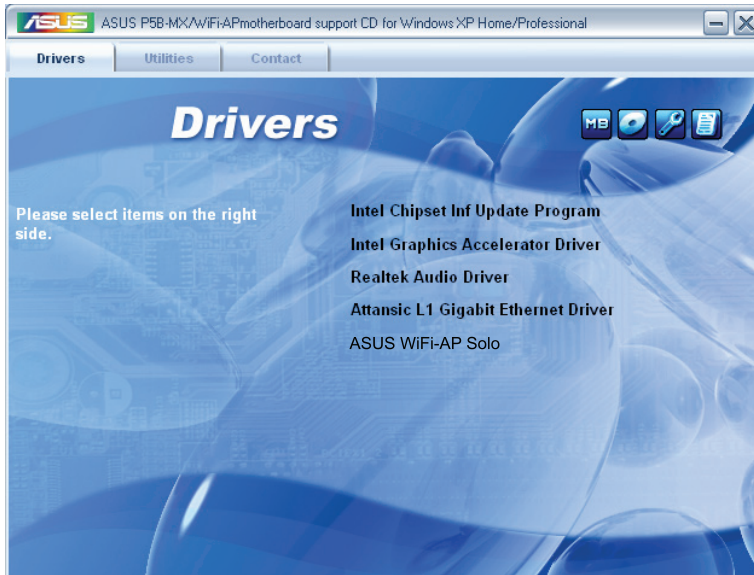 ASUS ASUS P5B-MX/WiFi-APmotherboard support CD for Windows XP Home/Professional
Drivers Utilities Contact
Drivers
MB
Please select items on the right
side.
Intel Chipset Inf Update Program
Intel Graphics Accelerator Driver
Realtek Audio Driver
Attansic L1 Gigabit Ethernet Driver
ASUS WiFi-AP Solo